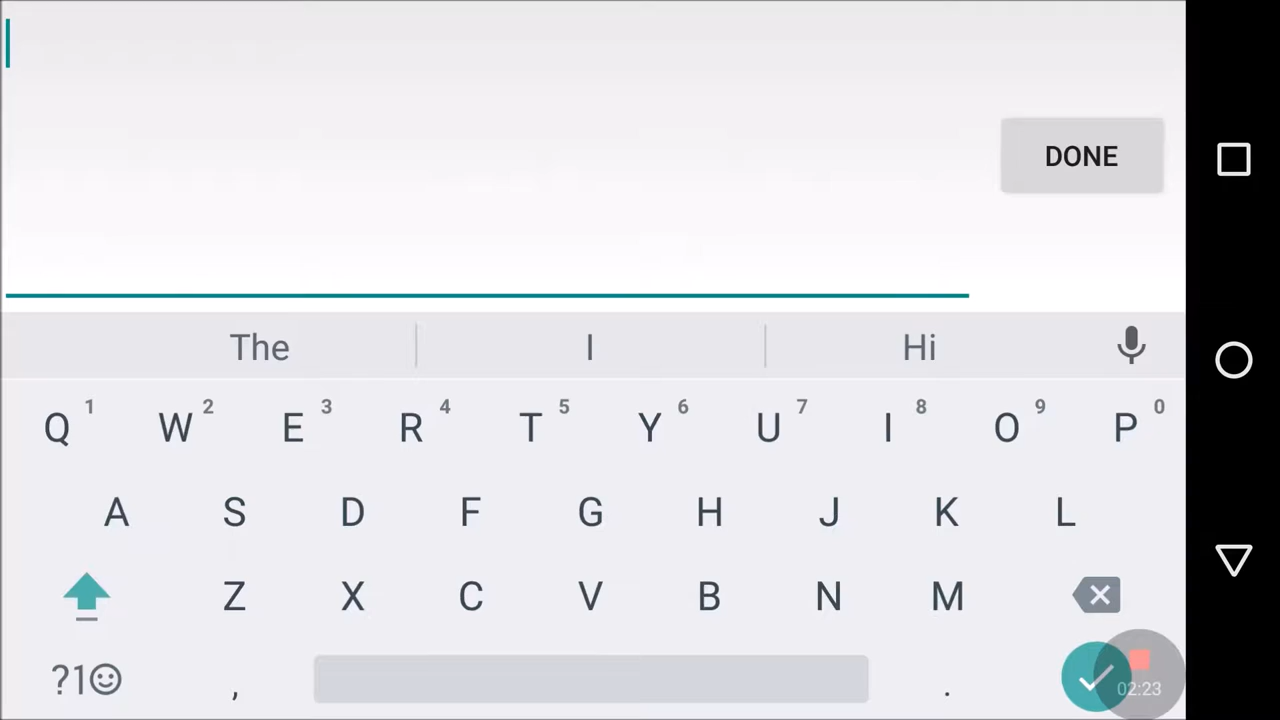 DONE
The I Hi
Q 1 W 2 E 3 R 4 T 5 Y 6 U 7 I 8 O 9 P 0
A S D F G H J K L
Z X C V B N M
?1☺ , .
02:23